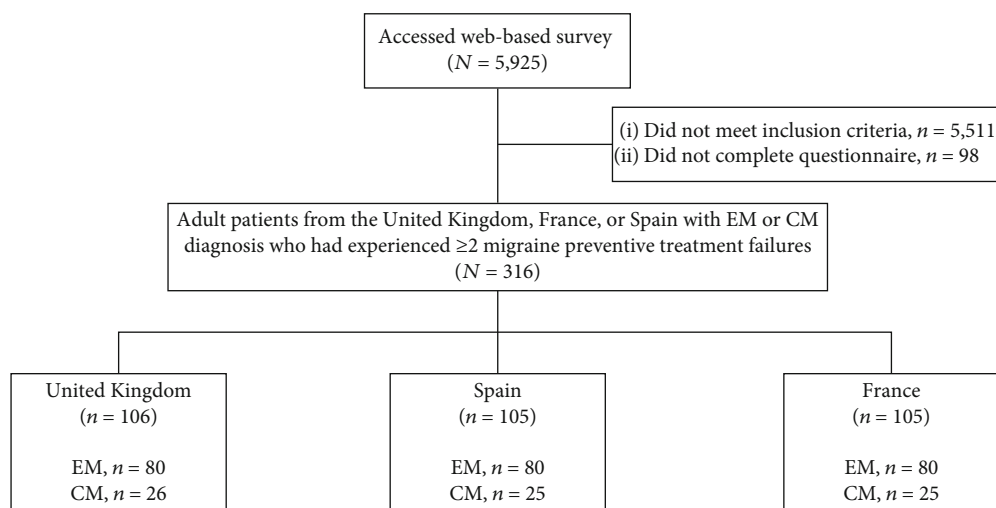 Accessed web-based survey
(N = 5,925)
(i) Did not meet inclusion criteria, n = 5,511
(ii) Did not complete questionnaire, n = 98
Adult patients from the United Kingdom, France, or Spain with EM or CM
diagnosis who had experienced ≥2 migraine preventive treatment failures
(N = 316)
United Kingdom
(n = 106)
EM, n = 80
CM, n = 26
Spain
(n = 105)
EM, n = 80
CM, n = 25
France
(n = 105)
EM, n = 80
CM, n = 25